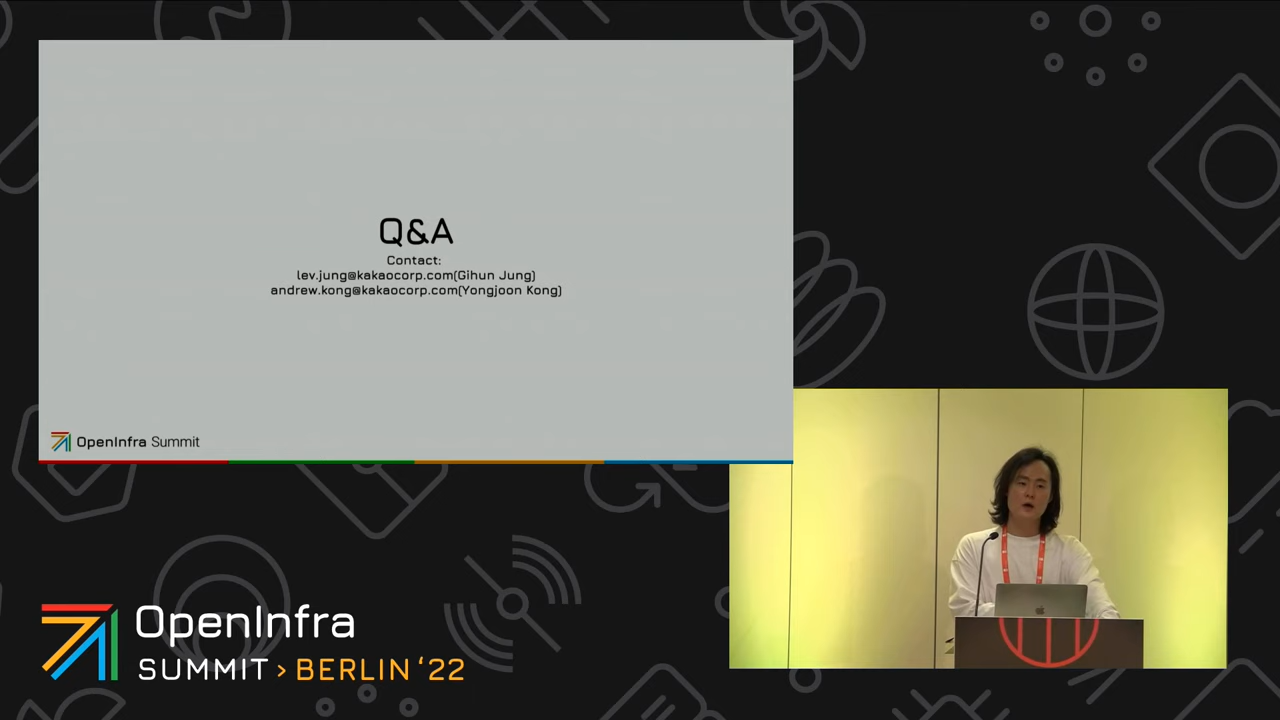 Q&A
Contact:
lev.jung@kakaocorp.com(Gihun Jung)
andrew.kong@kakaocorp.com(Yongjoon Kong)
OpenInfra Summit
OpenInfra
SUMMIT > BERLIN ‘22